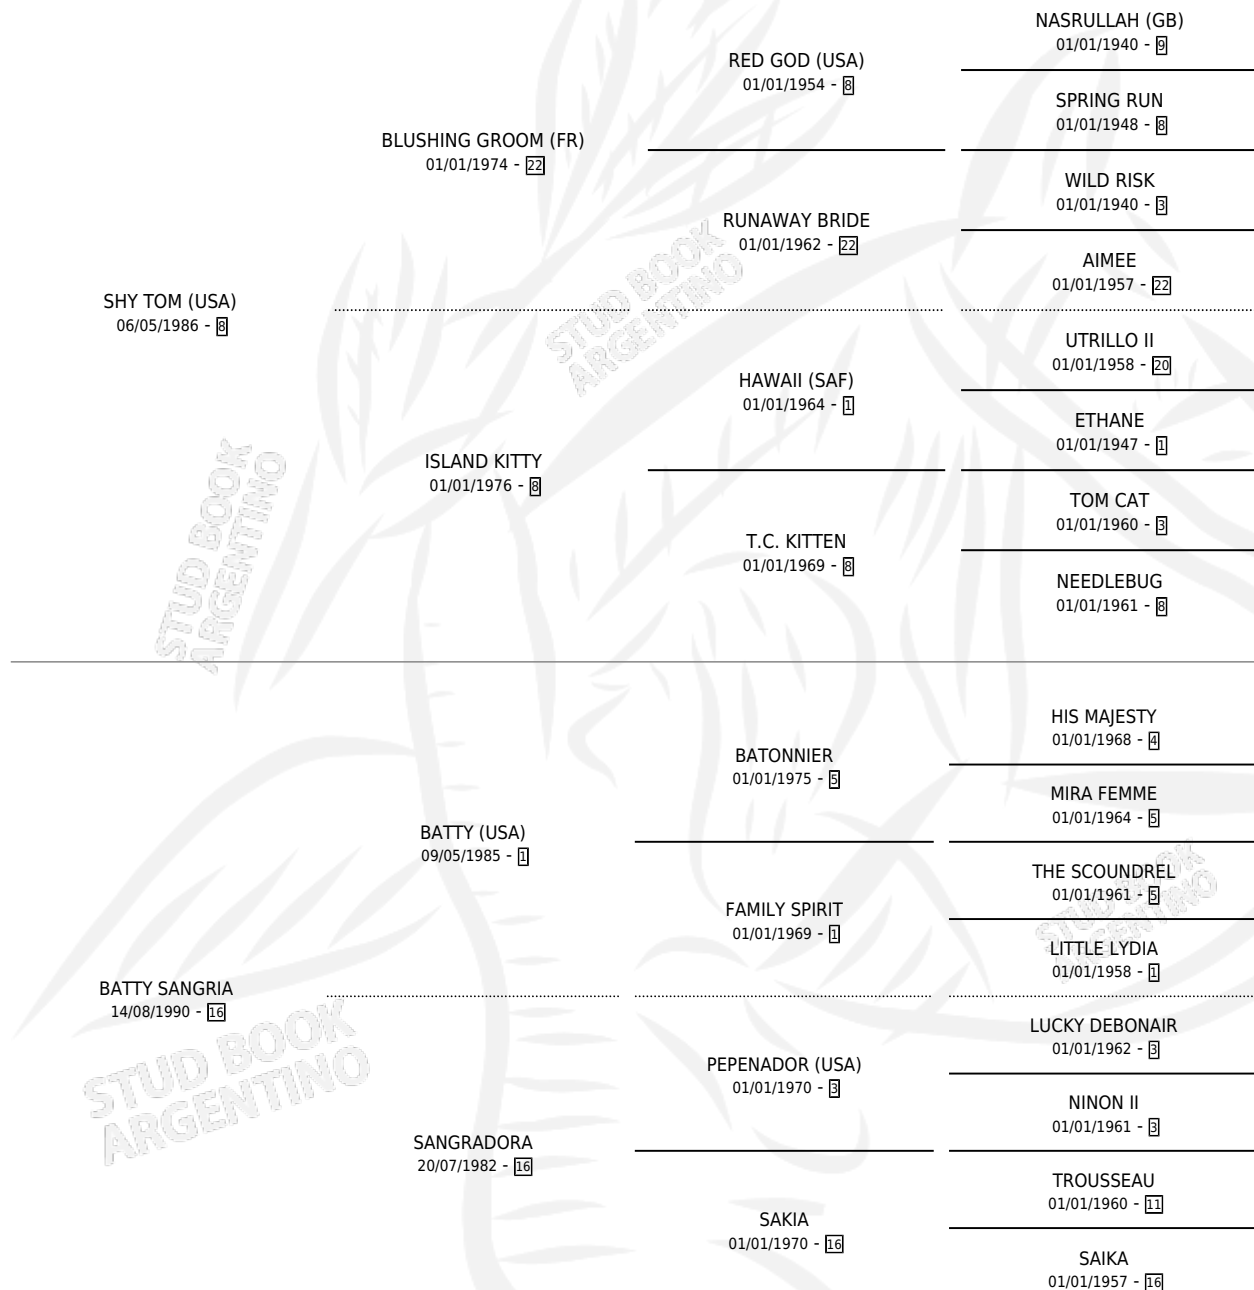 NASRULLAH (GB)
01/01/1940 - 9
RED GOD (USA)
01/01/1954 - 8
SPRING RUN
01/01/1948 - 8
BLUSHING GROOM (FR)
01/01/1974 - 22
WILD RISK
01/01/1940 - 3
RUNAWAY BRIDE
01/01/1962 - 22
AIMEE
01/01/1957 - 22
SHY TOM (USA)
06/05/1986 - 8
UTRILLO II
01/01/1958 - 20
HAWAII (SAF)
01/01/1964 - 1
ETHANE
01/01/1947 - 1
ISLAND KITTY
01/01/1976 - 8
TOM CAT
01/01/1960 - 3
T.C. KITTEN
01/01/1969 - 8
NEEDLEBUG
01/01/1961 - 8
HIS MAJESTY
01/01/1968 - 4
BATONNIER
01/01/1975 - 5
MIRA FEMME
01/01/1964 - 5
BATTY (USA)
09/05/1985 - 1
THE SCOUNDREL
01/01/1961 - 5
FAMILY SPIRIT
01/01/1969 - 1
LITTLE LYDIA
01/01/1958 - 1
BATTY SANGRIA
14/08/1990 - 16
LUCKY DEBONAIR
01/01/1962 - 3
PEPENADOR (USA)
01/01/1970 - 3
NINON II
01/01/1961 - 3
SANGRADORA
20/07/1982 - 16
TROUSSEAU
01/01/1960 - 11
SAKIA
01/01/1970 - 16
SAIKA
01/01/1957 - 16
STUD BOOK
ARGENTINO
STUD BOOK
ARGENTINO
STUD BOOK
ARGENTINO
STUD BOOK
ARGENTINO